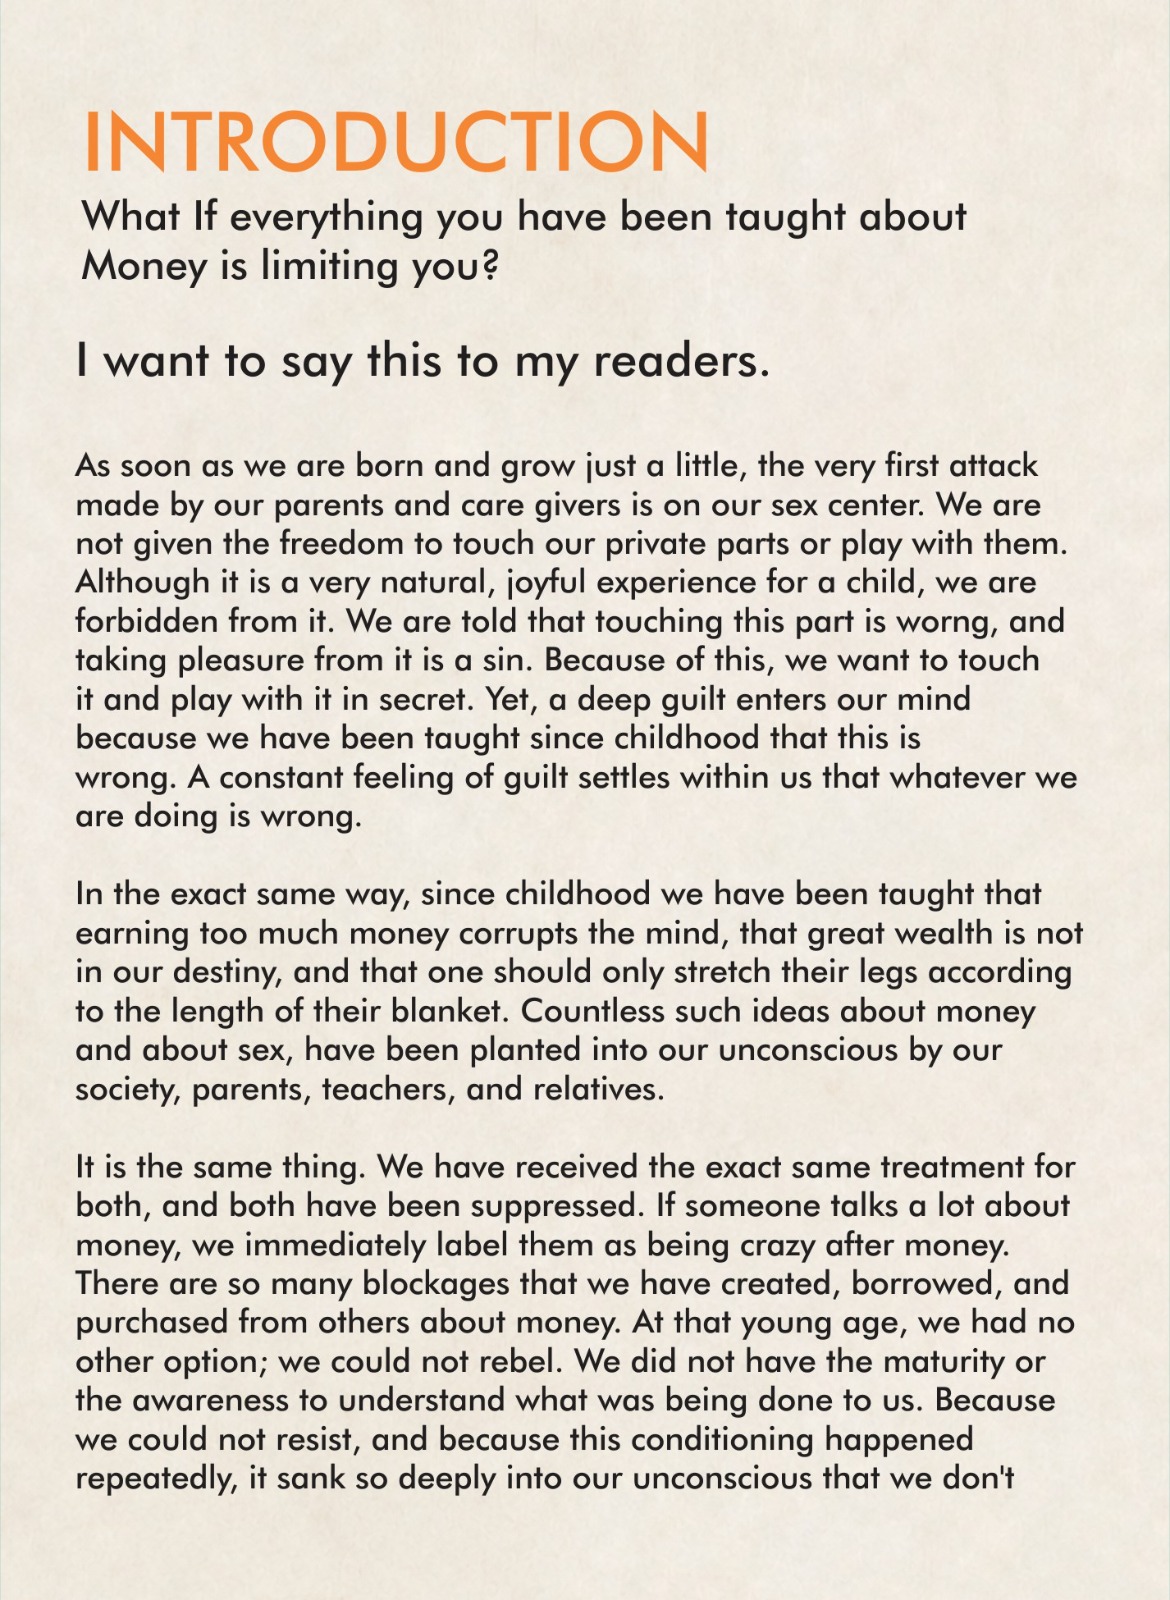 INTRODUCTION
What If everything you have been taught about
Money is limiting you?
I want to say this to my readers.
As soon as we are born and grow just a little, the very first attack
made by our parents and care givers is on our sex center. We are
not given the freedom to touch our private parts or play with them.
Although it is a very natural, joyful experience for a child, we are
forbidden from it. We are told that touching this part is worng, and
taking pleasure from it is a sin. Because of this, we want to touch
it and play with it in secret. Yet, a deep guilt enters our mind
because we have been taught since childhood that this is
wrong. A constant feeling of guilt settles within us that whatever we
are doing is wrong.
In the exact same way, since childhood we have been taught that
earning too much money corrupts the mind, that great wealth is not
in our destiny, and that one should only stretch their legs according
to the length of their blanket. Countless such ideas about money
and about sex, have been planted into our unconscious by our
society, parents, teachers, and relatives.
It is the same thing. We have received the exact same treatment for
both, and both have been suppressed. If someone talks a lot about
money, we immediately label them as being crazy after money.
There are so many blockages that we have created, borrowed, and
purchased from others about money. At that young age, we had no
other option; we could not rebel. We did not have the maturity or
the awareness to understand what was being done to us. Because
we could not resist, and because this conditioning happened
repeatedly, it sank so deeply into our unconscious that we don't